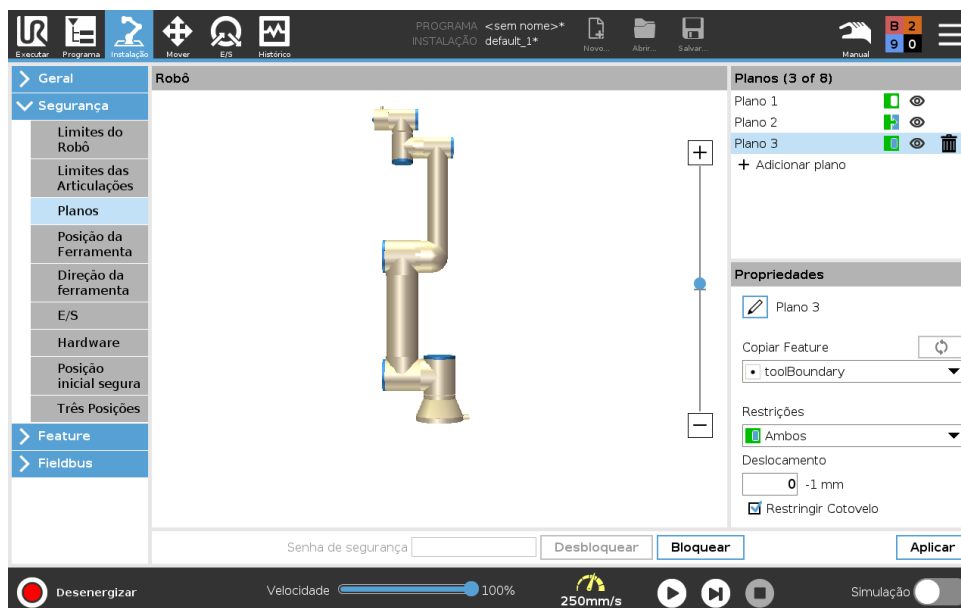 PROGRAMA <sem nome>*
INSTALAÇÃO default_1*
Executar Programa Instalação Mover E/S Histórico Novo... Abrir... Salvar... Manual
B 2
9 0
Geral
Segurança
Limites do
Robô
Limites das
Articulações
Planos
Posição da
Ferramenta
Direção da
ferramenta
E/S
Hardware
Posição
inicial segura
Três Posições
Feature
Fieldbus
Robô
Planos (3 of 8)
Plano 1
Plano 2
Plano 3
Adicionar plano
Propriedades
Plano 3
Copiar Feature
toolBoundary
Restrições
Ambos
Deslocamento
0 -1 mm
Restringir Cotovelo
Senha de segurança Desbloquear Bloquear Aplicar
Desenergizar Velocidade 100% 250mm/s Simulação